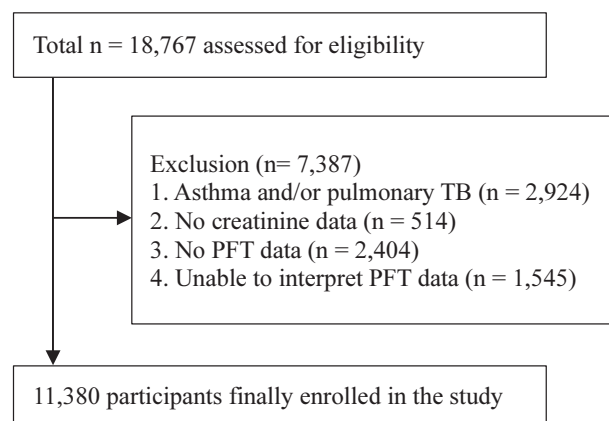 Total n = 18,767 assessed for eligibility
Exclusion (n= 7,387)
1. Asthma and/or pulmonary TB (n = 2,924)
2. No creatinine data (n = 514)
3. No PFT data (n = 2,404)
4. Unable to interpret PFT data (n = 1,545)
11,380 participants finally enrolled in the study